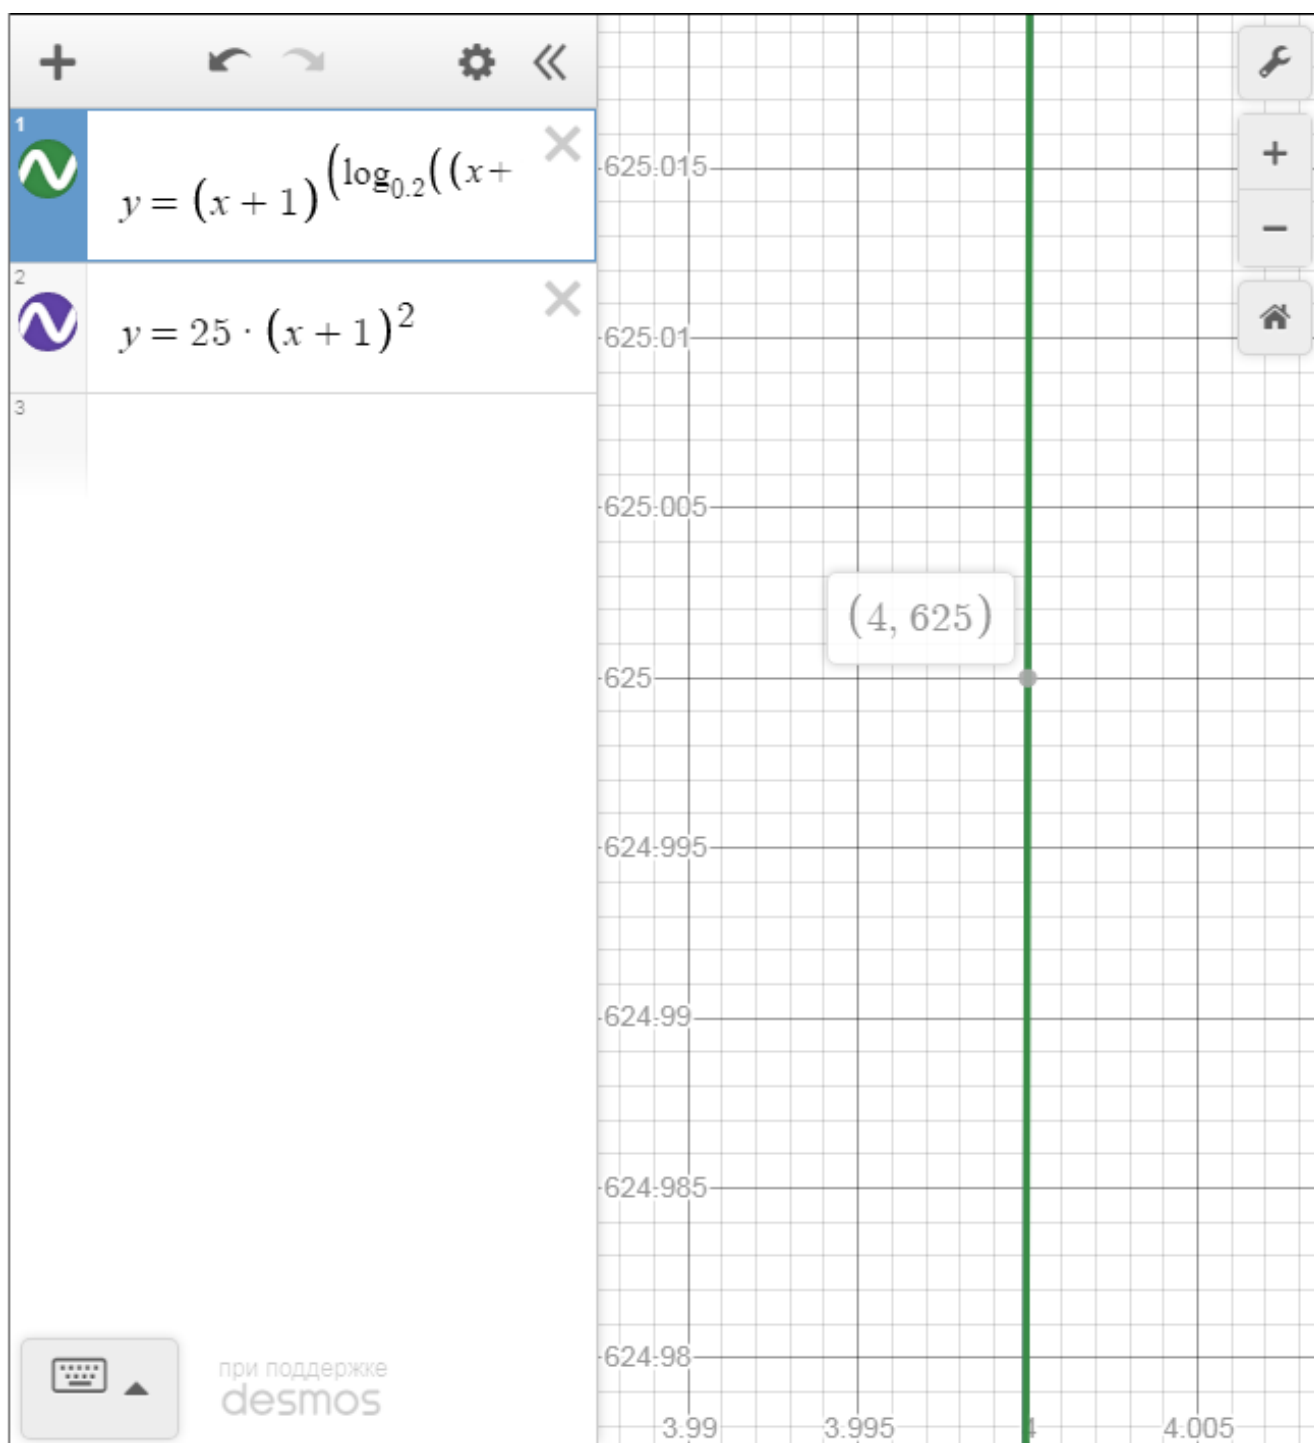 1
y = (x + 1)^(log_0.2((x+
2
y = 25 · (x + 1)^2
3
при поддержке
desmos
625.015
625.01
625.005
(4, 625)
625
624.995
624.99
624.985
624.98
3.99 3.995 4 4.005